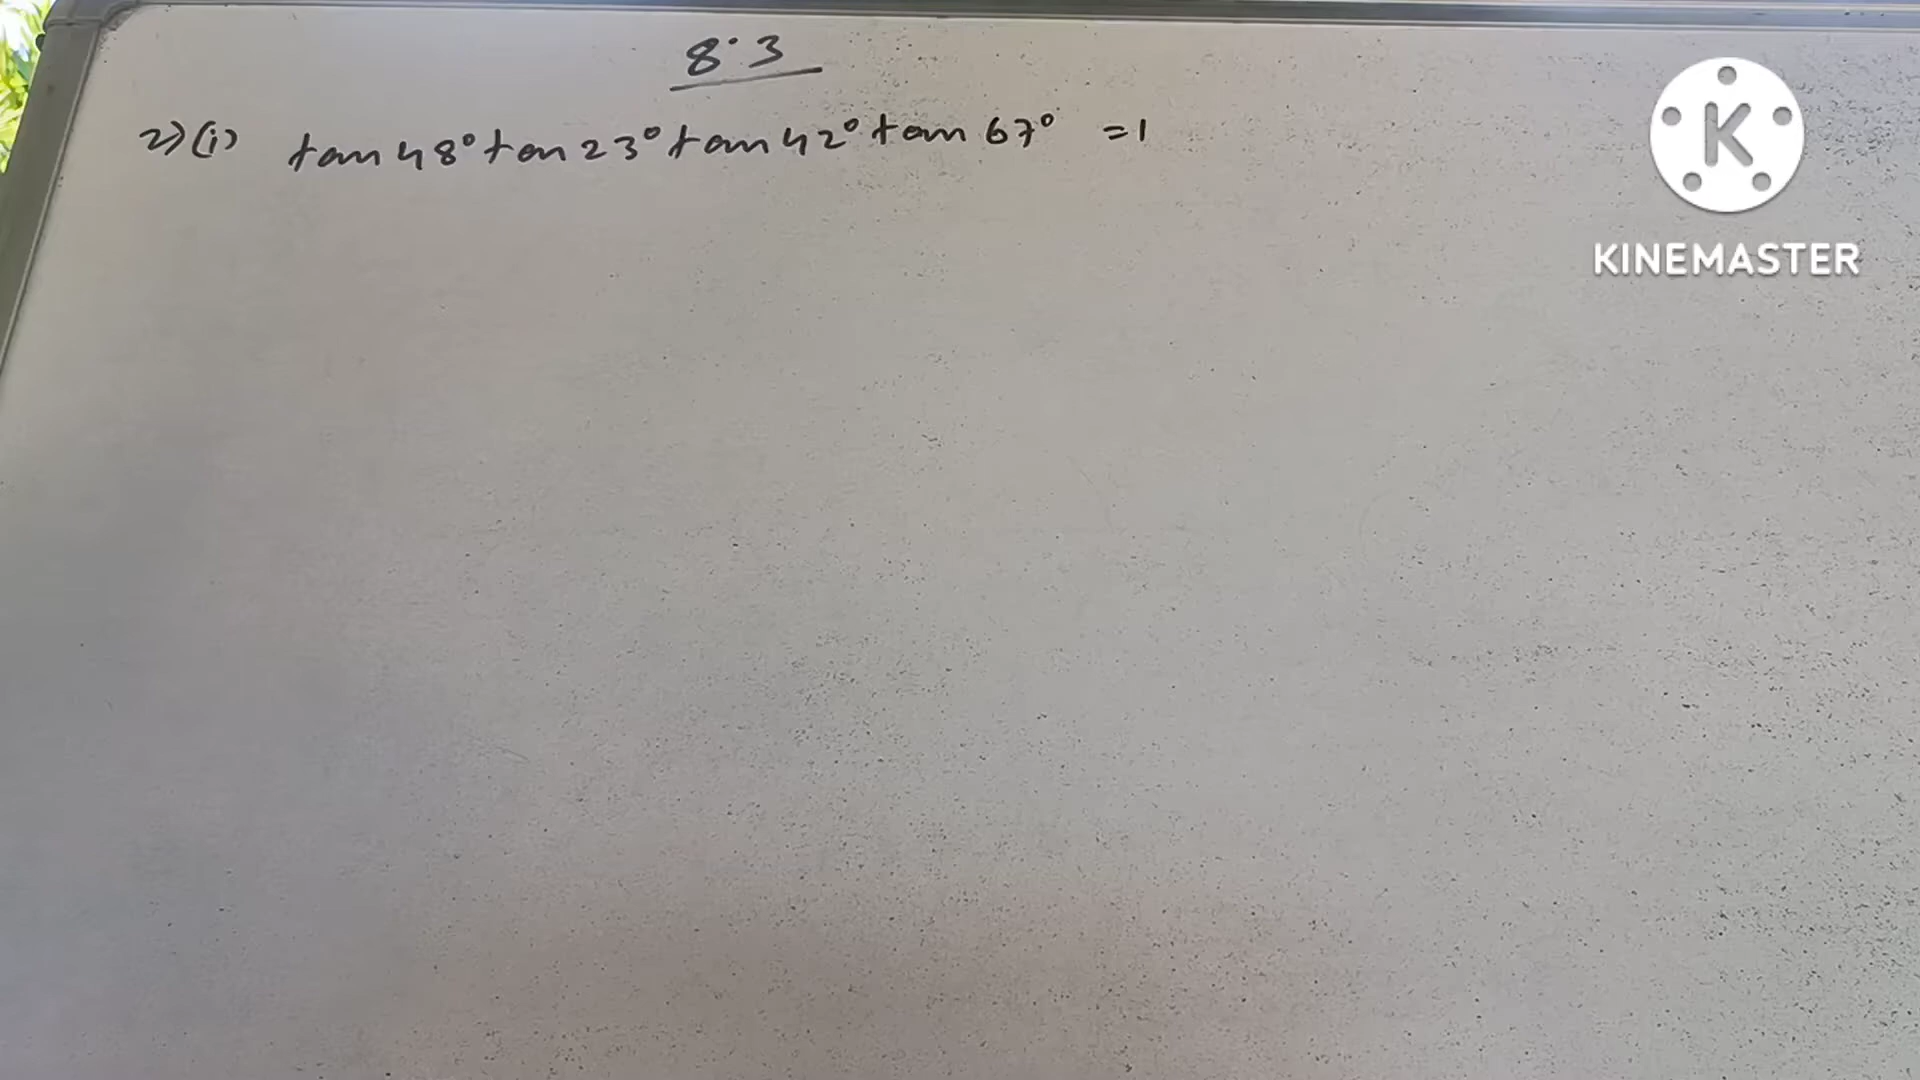 8.3
2)(i) tan 48° tan 23° tan 42° tan 67° =1
K
KINEMASTER